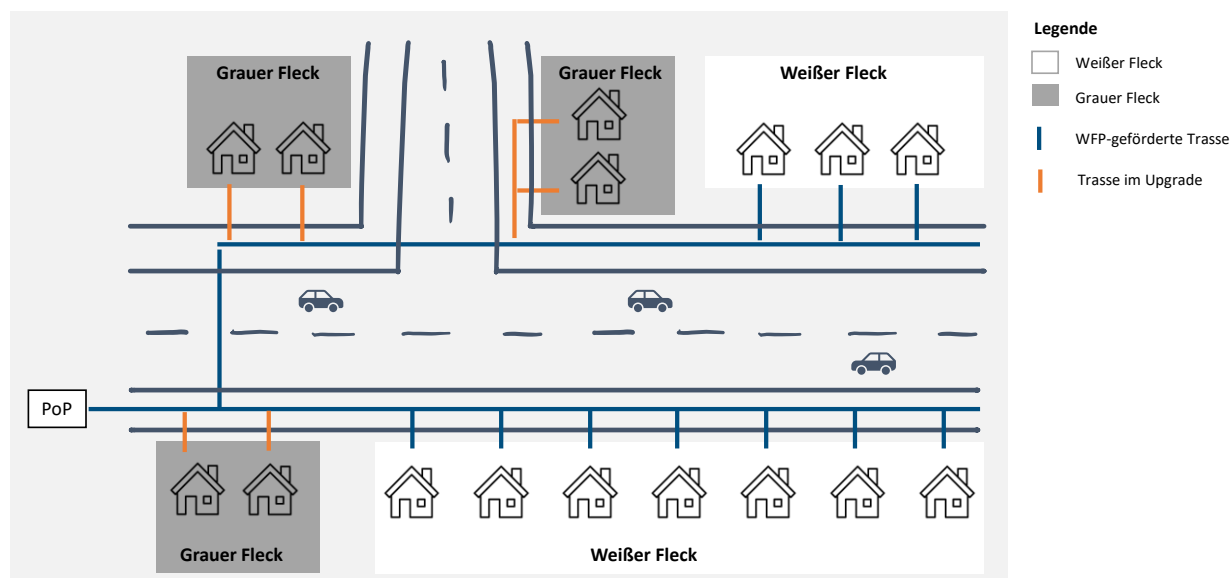 Grauer Fleck
Grauer Fleck
Weißer Fleck
PoP
Grauer Fleck
Weißer Fleck
Legende
Weißer Fleck
Grauer Fleck
WFP-geförderte Trasse
Trasse im Upgrade